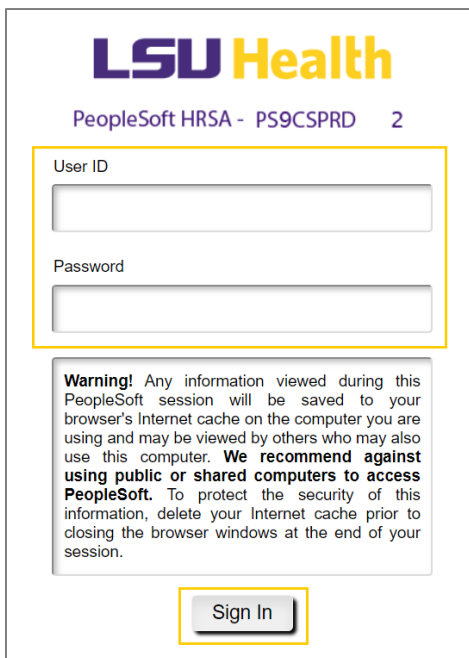 LSU Health
PeopleSoft HRSA - PS9CSPRD 2
User ID
Password
Warning! Any information viewed during this
PeopleSoft session will be saved to your
browser's Internet cache on the computer you are
using and may be viewed by others who may also
use this computer. We recommend against
using public or shared computers to access
PeopleSoft. To protect the security of this
information, delete your Internet cache prior to
closing the browser windows at the end of your
session.
Sign In